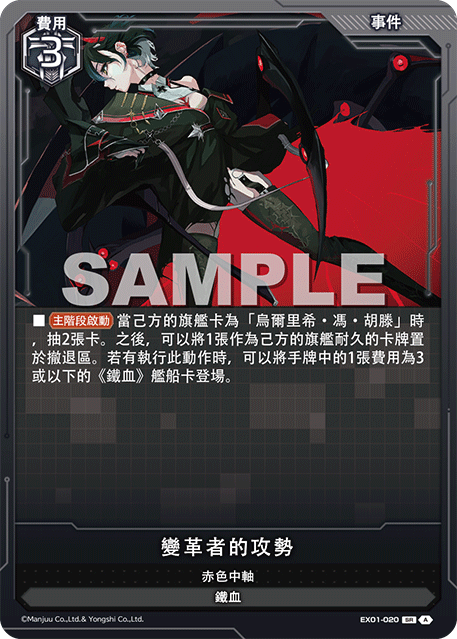 費用
事件
3
SAMPLE
■ 主階段啟動 當己方的旗艦卡為「烏爾里希・馮・胡滕」時
，抽2張卡。之後，可以將1張作為己方的旗艦耐久的卡牌置
於撤退區。若有執行此動作時，可以將手牌中的1張費用為3
或以下的《鐵血》艦船卡登場。
變革者的攻勢
赤色中軸
鐵血
©Manjuu Co.,Ltd.& Yongshi Co.,Ltd. EX01-020 SR A